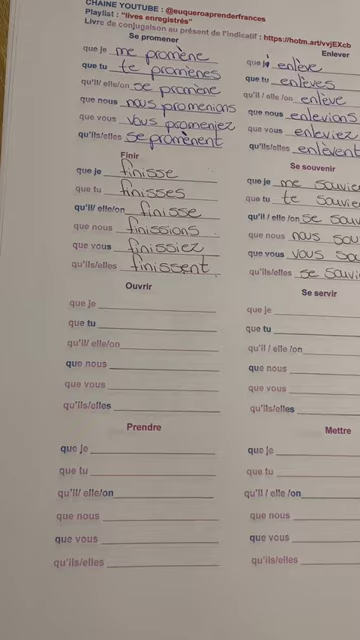 CHAINE YOUTUBE : @euqueroaprenderfrances
Playlist : "lives enregistrés"
Livre de conjugaison au présent de l'indicatif : https://hotm.art/vvjEXcb
Se promener
que je me promène
que tu te promènes
qu'il/ elle/on se promène
que nous nous promenions
que vous vous promeniez
qu'ils/elles se promènent
Enlever
que j' enlève
que tu enlèves
qu'il / elle /on enlève
que nous enlevions
que vous enleviez
qu'ils/elles enlèvent
Finir
que je finisse
que tu finisses
qu'il/ elle/on finisse
que nous finissions
que vous finissiez
qu'ils/elles finissent
Se souvenir
que je me
que tu te
qu'il / elle /on se
que nous nous
que vous vous
qu'ils/elles se
Ouvrir
que je
que tu
qu'il/ elle/on
que nous
que vous
qu'ils/elles
Se servir
que je
que tu
qu'il / elle /on
que nous
que vous
qu'ils/elles
Prendre
que je
que tu
qu'il/ elle/on
que nous
que vous
qu'ils/elles
Mettre
que je
que tu
qu'il / elle /on
que nous
que vous
qu'ils/elles